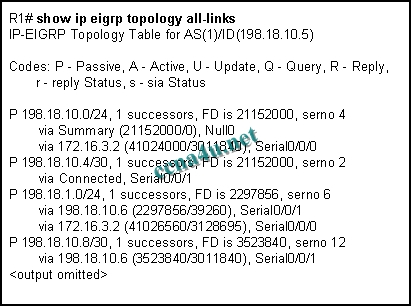 R1# show ip eigrp topology all-links
IP-EIGRP Topology Table for AS(1)/ID(198.18.10.5)
Codes: P - Passive, A - Active, U - Update, Q - Query, R - Reply,
r - reply Status, s - sia Status
P 198.18.10.0/24, 1 successors, FD is 21152000, serno 4
via Summary (21152000/0), Null0
via 172.16.3.2 (41024000/3011840), Serial0/0/0
P 198.18.10.4/30, 1 successors, FD is 21152000, serno 2
via Connected, Serial0/0/1
P 198.18.1.0/24, 1 successors, FD is 2297856, serno 6
via 198.18.10.6 (2297856/39260), Serial0/0/1
via 172.16.3.2 (41026560/3128695), Serial0/0/0
P 198.18.10.8/30, 1 successors, FD is 3523840, serno 12
via 198.18.10.6 (3523840/3011840), Serial0/0/1
<output omitted>
ccna4u.net